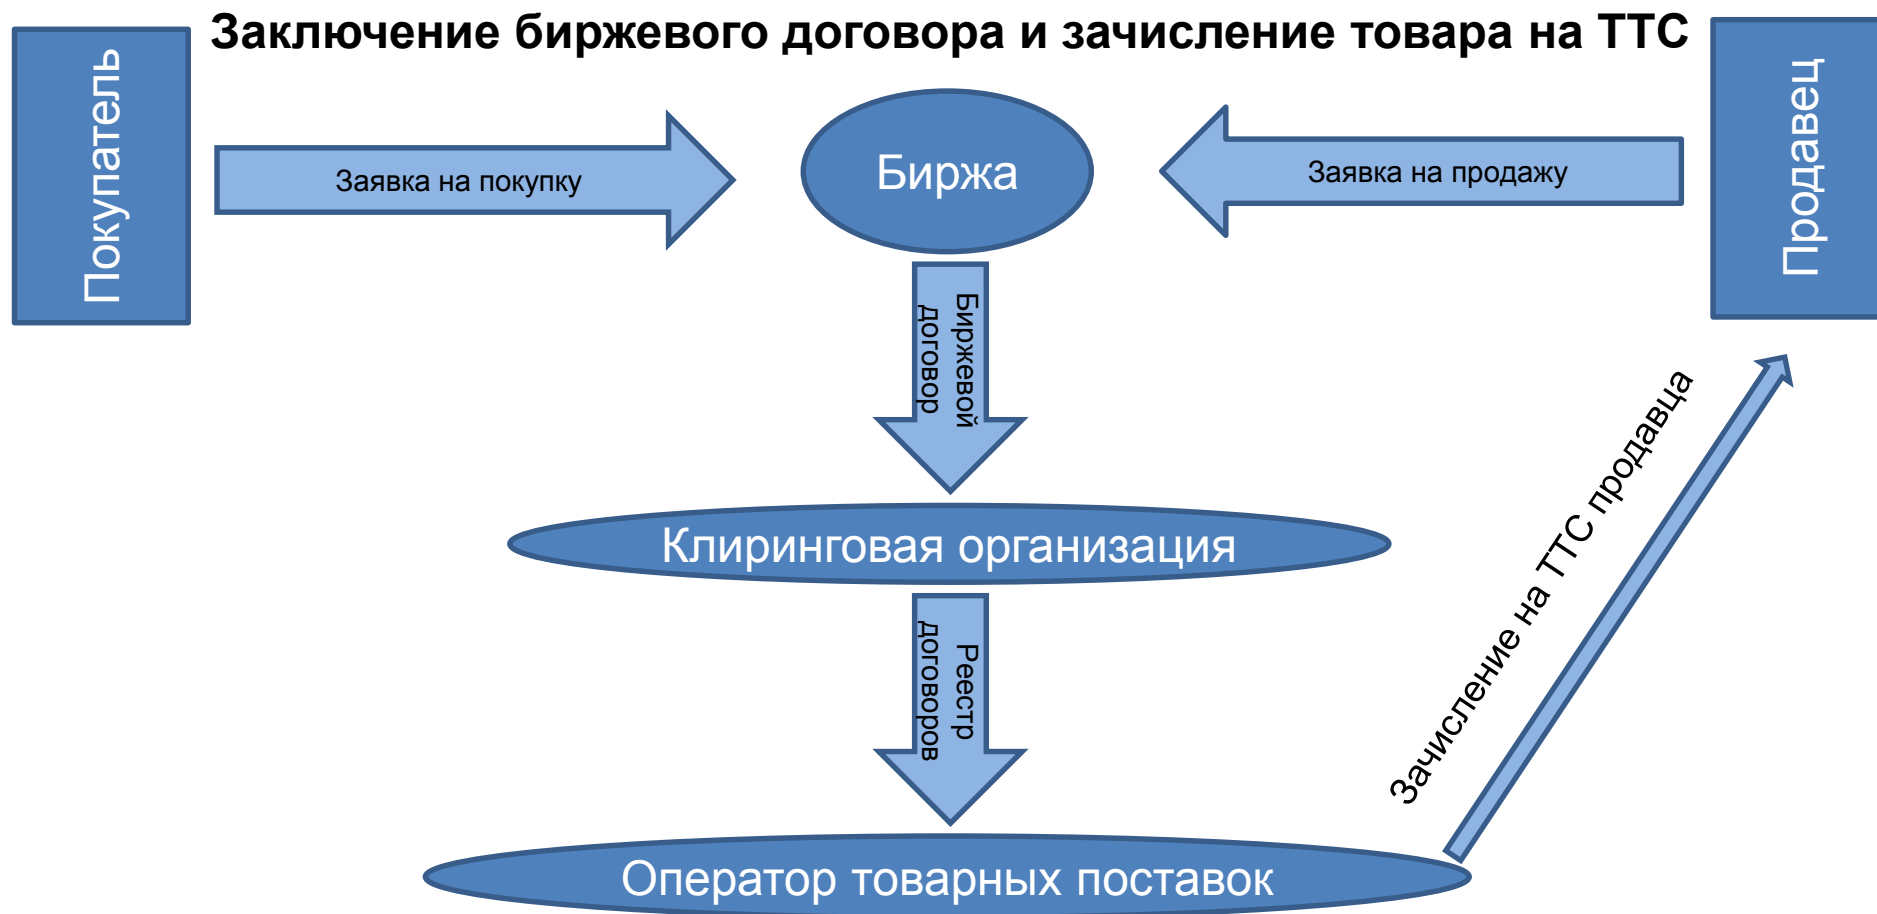 Заключение биржевого договора и зачисление товара на ТТС
Покупатель
Заявка на покупку
Биржа
Заявка на продажу
Продавец
Биржевой
договор
Клиринговая организация
Реестр
договоров
Зачисление на ТТС продавца
Оператор товарных поставок